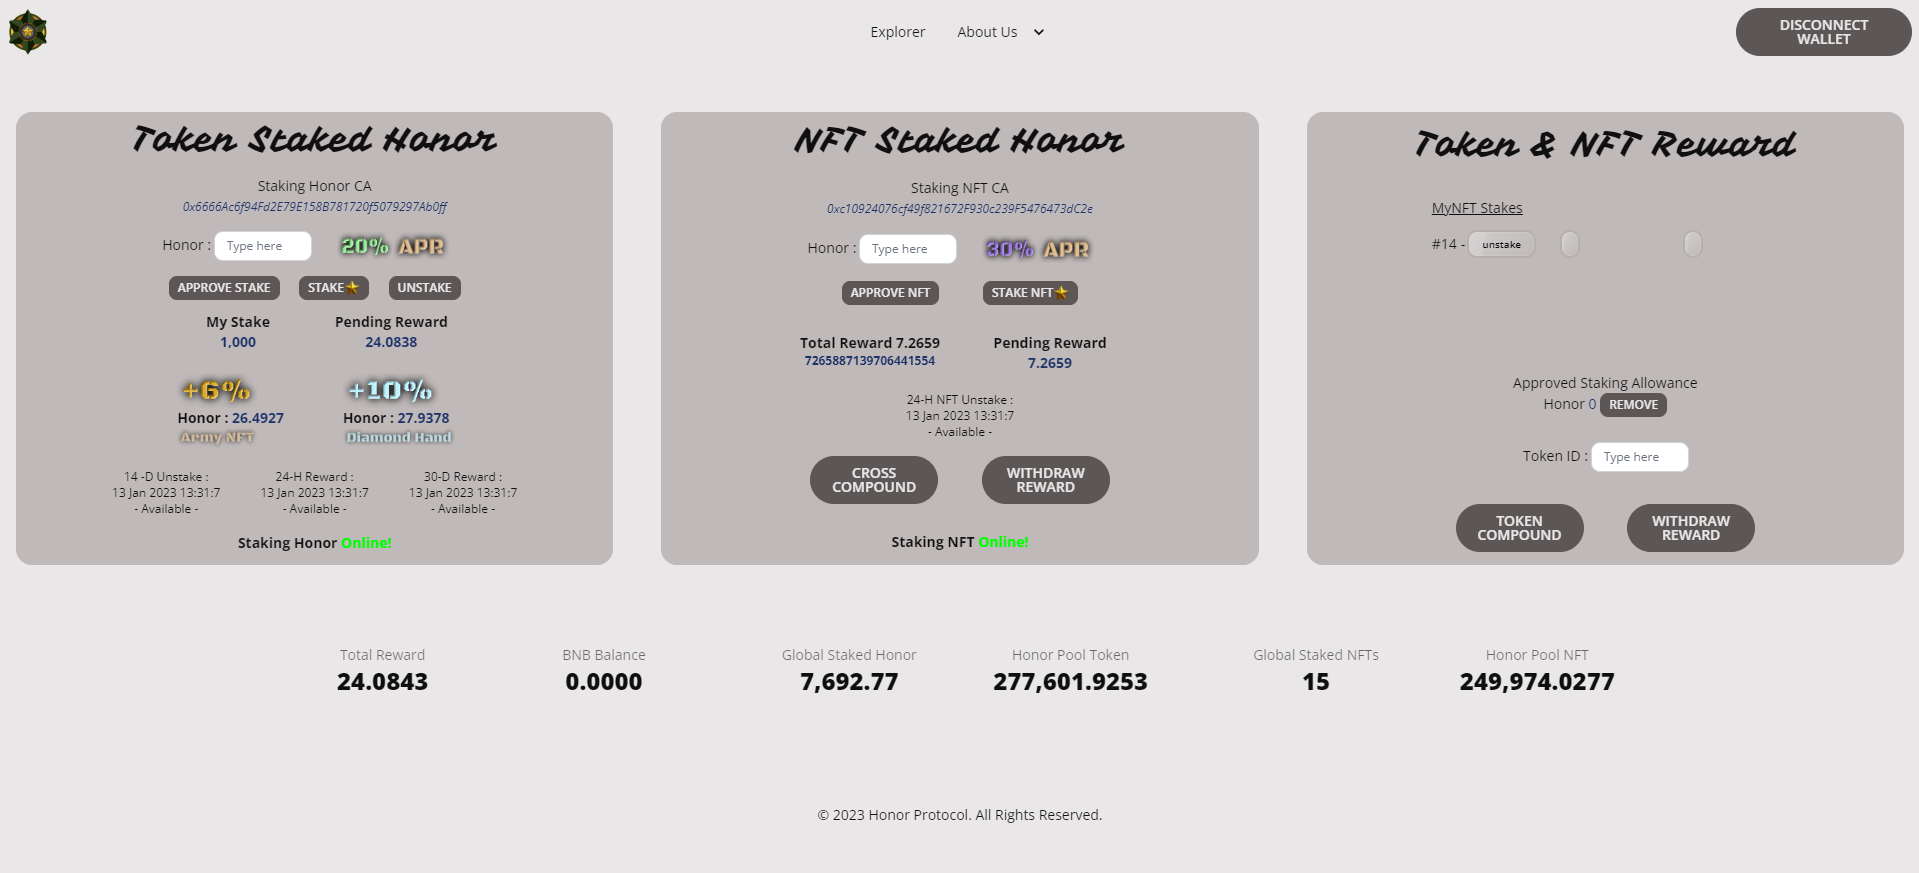 Explorer
About Us
DISCONNECT
WALLET
Token Staked Honor
Staking Honor CA
0x6666Ac6f94Fd2E79E158B781720f5079297Ab0ff
Honor : Type here 20% APR
APPROVE STAKE STAKE UNSTAKE
My Stake Pending Reward
1,000 24.0838
+6% +10%
Honor : 26.4927 Honor : 27.9378
Army NFT Diamond Hand
14 -D Unstake : 24-H Reward : 30-D Reward :
13 Jan 2023 13:31:7 13 Jan 2023 13:31:7 13 Jan 2023 13:31:7
- Available - - Available - - Available -
Staking Honor Online!
NFT Staked Honor
Staking NFT CA
0xc10924076cf49f821672F930c239F5476473dC2e
Honor : Type here 30% APR
APPROVE NFT STAKE NFT
Total Reward 7.2659 Pending Reward
7265887139706441554 7.2659
24-H NFT Unstake :
13 Jan 2023 13:31:7
- Available -
CROSS
COMPOUND
WITHDRAW
REWARD
Staking NFT Online!
Token & NFT Reward
MyNFT Stakes
#14 - unstake
Approved Staking Allowance
Honor 0 REMOVE
Token ID : Type here
TOKEN
COMPOUND
WITHDRAW
REWARD
Total Reward BNB Balance Global Staked Honor Honor Pool Token Global Staked NFTs Honor Pool NFT
24.0843 0.0000 7,692.77 277,601.9253 15 249,974.0277
© 2023 Honor Protocol. All Rights Reserved.